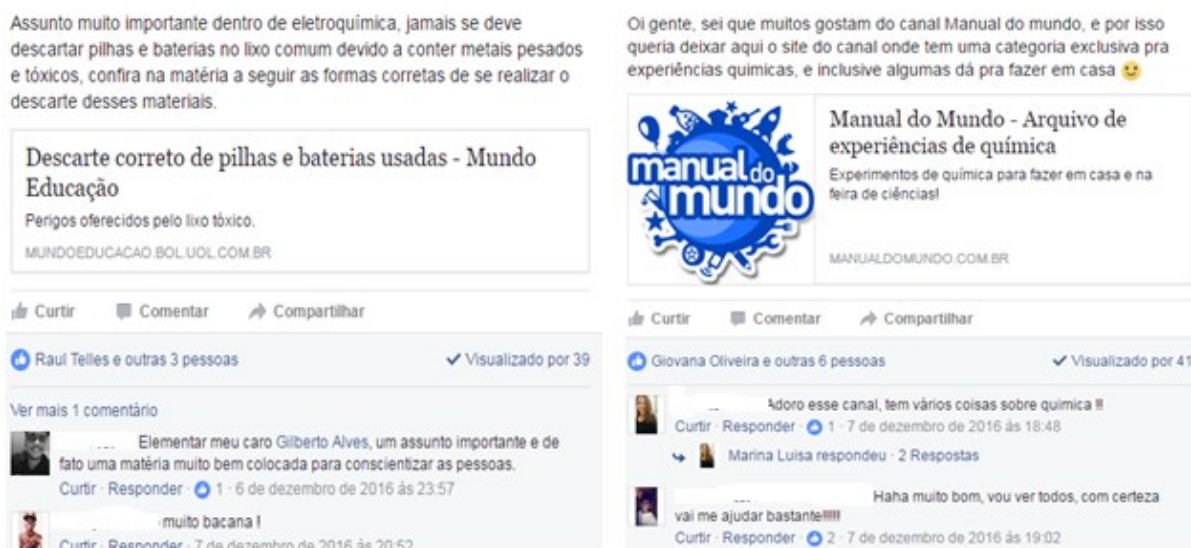 Assunto muito importante dentro de eletroquímica, jamais se deve
descartar pilhas e baterias no lixo comum devido a conter metais pesados
e tóxicos, confira na matéria a seguir as formas corretas de se realizar o
descarte desses materiais.
Descarte correto de pilhas e baterias usadas - Mundo
Educação
Perigos oferecidos pelo lixo tóxico.
MUNDOEDUCACAO.BOL.UOL.COM.BR
Curtir Comentar Compartilhar
Raul Telles e outras 3 pessoas Visualizado por 39
Ver mais 1 comentário
Elementar meu caro Gilberto Alves, um assunto importante e de
fato uma matéria muito bem colocada para conscientizar as pessoas.
Curtir · Responder · 1 · 6 de dezembro de 2016 às 23:57
muito bacana !
Curtir · Responder · 7 de dezembro de 2016 às 20:52
Oi gente, sei que muitos gostam do canal Manual do mundo, e por isso
queria deixar aqui o site do canal onde tem uma categoria exclusiva pra
experiências quimicas, e inclusive algumas dá pra fazer em casa
manual do
mundo
Manual do Mundo - Arquivo de
experiências de química
Experimentos de química para fazer em casa e na
feira de ciências!
MANUALDOMUNDO.COM.BR
Curtir Comentar Compartilhar
Giovana Oliveira e outras 6 pessoas Visualizado por 41
Adoro esse canal, tem vários coisas sobre quimica !!!
Curtir · Responder · 1 · 7 de dezembro de 2016 às 18:48
Marina Luisa respondeu · 2 Respostas
Haha muito bom, vou ver todos, com certeza
vai me ajudar bastante!!!!!!
Curtir · Responder · 2 · 7 de dezembro de 2016 às 19:02